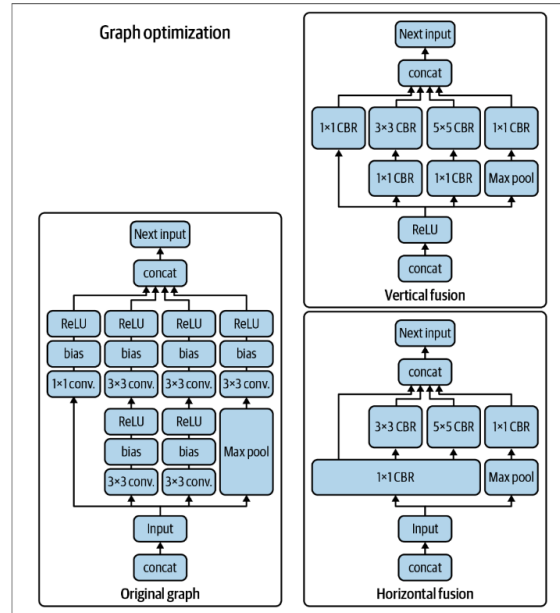 Graph optimization
Next input
concat
ReLU ReLU ReLU ReLU
bias bias bias bias
1×1 conv. 3×3 conv. 3×3 conv. 3×3 conv.
ReLU ReLU
bias bias
Max pool
3×3 conv. 3×3 conv.
Input
concat
Original graph
Next input
concat
1×1 CBR 3×3 CBR 5×5 CBR 1×1 CBR
1×1 CBR 1×1 CBR Max pool
ReLU
concat
Vertical fusion
Next input
concat
3×3 CBR 5×5 CBR 1×1 CBR
1×1 CBR Max pool
Input
concat
Horizontal fusion